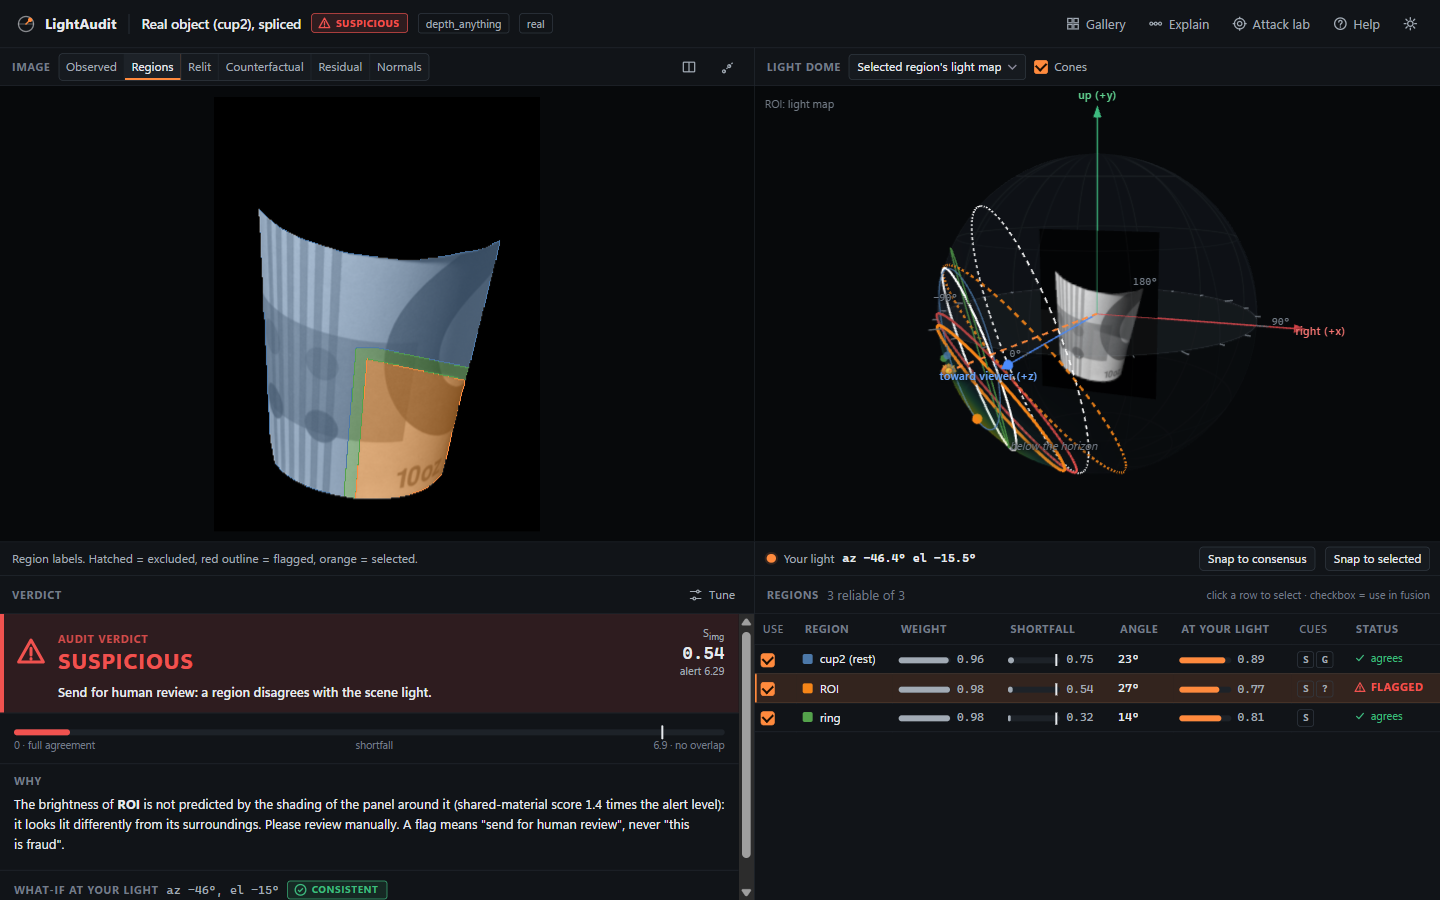 LightAudit
Real object (cup2), spliced
SUSPICIOUS
depth_anything
real
Gallery
Explain
Attack lab
Help
IMAGE
Observed
Regions
Relit
Counterfactual
Residual
Normals
LIGHT DOME
Selected region's light map
Cones
ROI: light map
up (+y)
180°
-90°
90°
right (+x)
0°
toward viewer (+z)
below the horizon
10oz
Region labels. Hatched = excluded, red outline = flagged, orange = selected.
Your light az −46.4° el −15.5°
Snap to consensus
Snap to selected
VERDICT
Tune
AUDIT VERDICT
SUSPICIOUS
Send for human review: a region disagrees with the scene light.
Simg
0.54
alert 6.29
0 · full agreement
shortfall
6.9 · no overlap
WHY
The brightness of ROI is not predicted by the shading of the panel around it (shared-material score 1.4 times the alert level):
it looks lit differently from its surroundings. Please review manually. A flag means "send for human review", never "this
is fraud".
WHAT-IF AT YOUR LIGHT az −46°, el −15° CONSISTENT
REGIONS 3 reliable of 3
click a row to select · checkbox = use in fusion
USE REGION WEIGHT SHORTFALL ANGLE AT YOUR LIGHT CUES STATUS
cup2 (rest) 0.96 0.75 23° 0.89 S G agrees
ROI 0.98 0.54 27° 0.77 S ? FLAGGED
ring 0.98 0.32 14° 0.81 S agrees